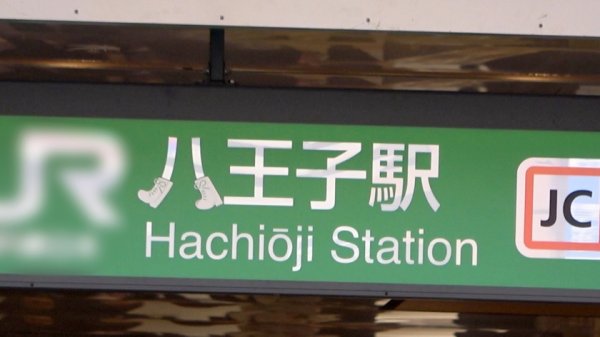 JR
八王子駅
Hachiōji Station
JC